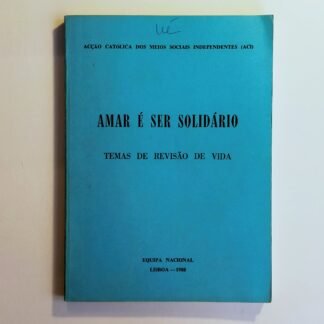 ACÇÃO CATÓLICA DOS MEIOS SOCIAIS INDEPENDENTES (ACI)
AMAR É SER SOLIDÁRIO
TEMAS DE REVISÃO DE VIDA
EQUIPA NACIONAL
LISBOA — 1988